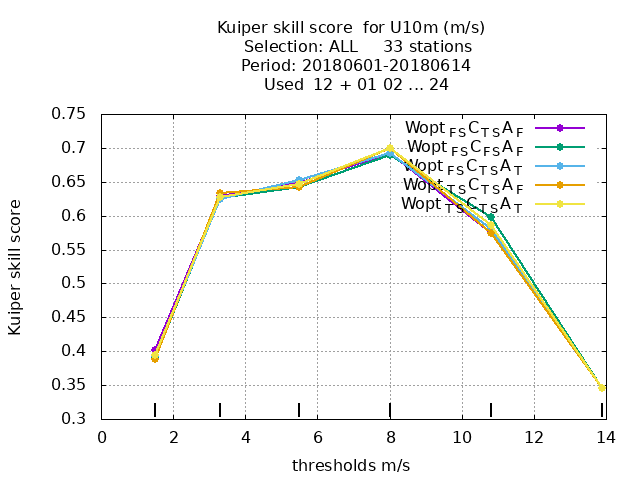 Kuiper skill score  for U10m (m/s)
Selection: ALL     33 stations
Period: 20180601-20180614
Used  12 + 01 02 ... 24
Wopt FS C TS A F
Wopt FS C FS A F
Wopt FS C TS A T
Wopt TS C TS A F
Wopt TS C TS A T
Kuiper skill score
0.75
0.7
0.65
0.6
0.55
0.5
0.45
0.4
0.35
0.3
0 2 4 6 8 10 12 14
thresholds m/s